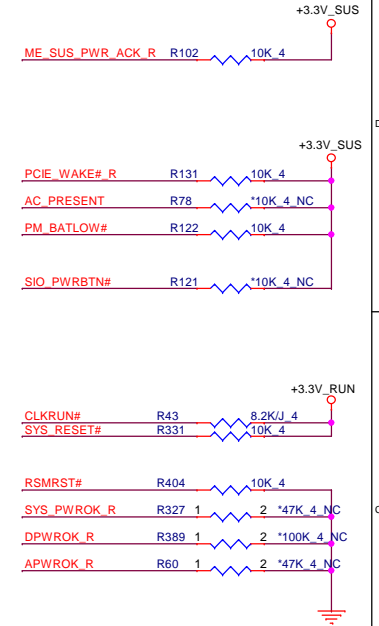 +3.3V_SUS
ME_SUS_PWR_ACK_R R102 10K_4
D
+3.3V_SUS
PCIE_WAKE#_R R131 10K_4
AC_PRESENT R78 *10K_4_NC
PM_BATLOW# R122 10K_4
SIO_PWRBTN# R121 *10K_4_NC
+3.3V_RUN
CLKRUN# R43 8.2K/J_4
SYS_RESET# R331 10K_4
RSMRST# R404 10K_4
SYS_PWROK_R R327 1 2 *47K_4_NC
C
DPWROK_R R389 1 2 *100K_4_NC
APWROK_R R60 1 2 *47K_4_NC